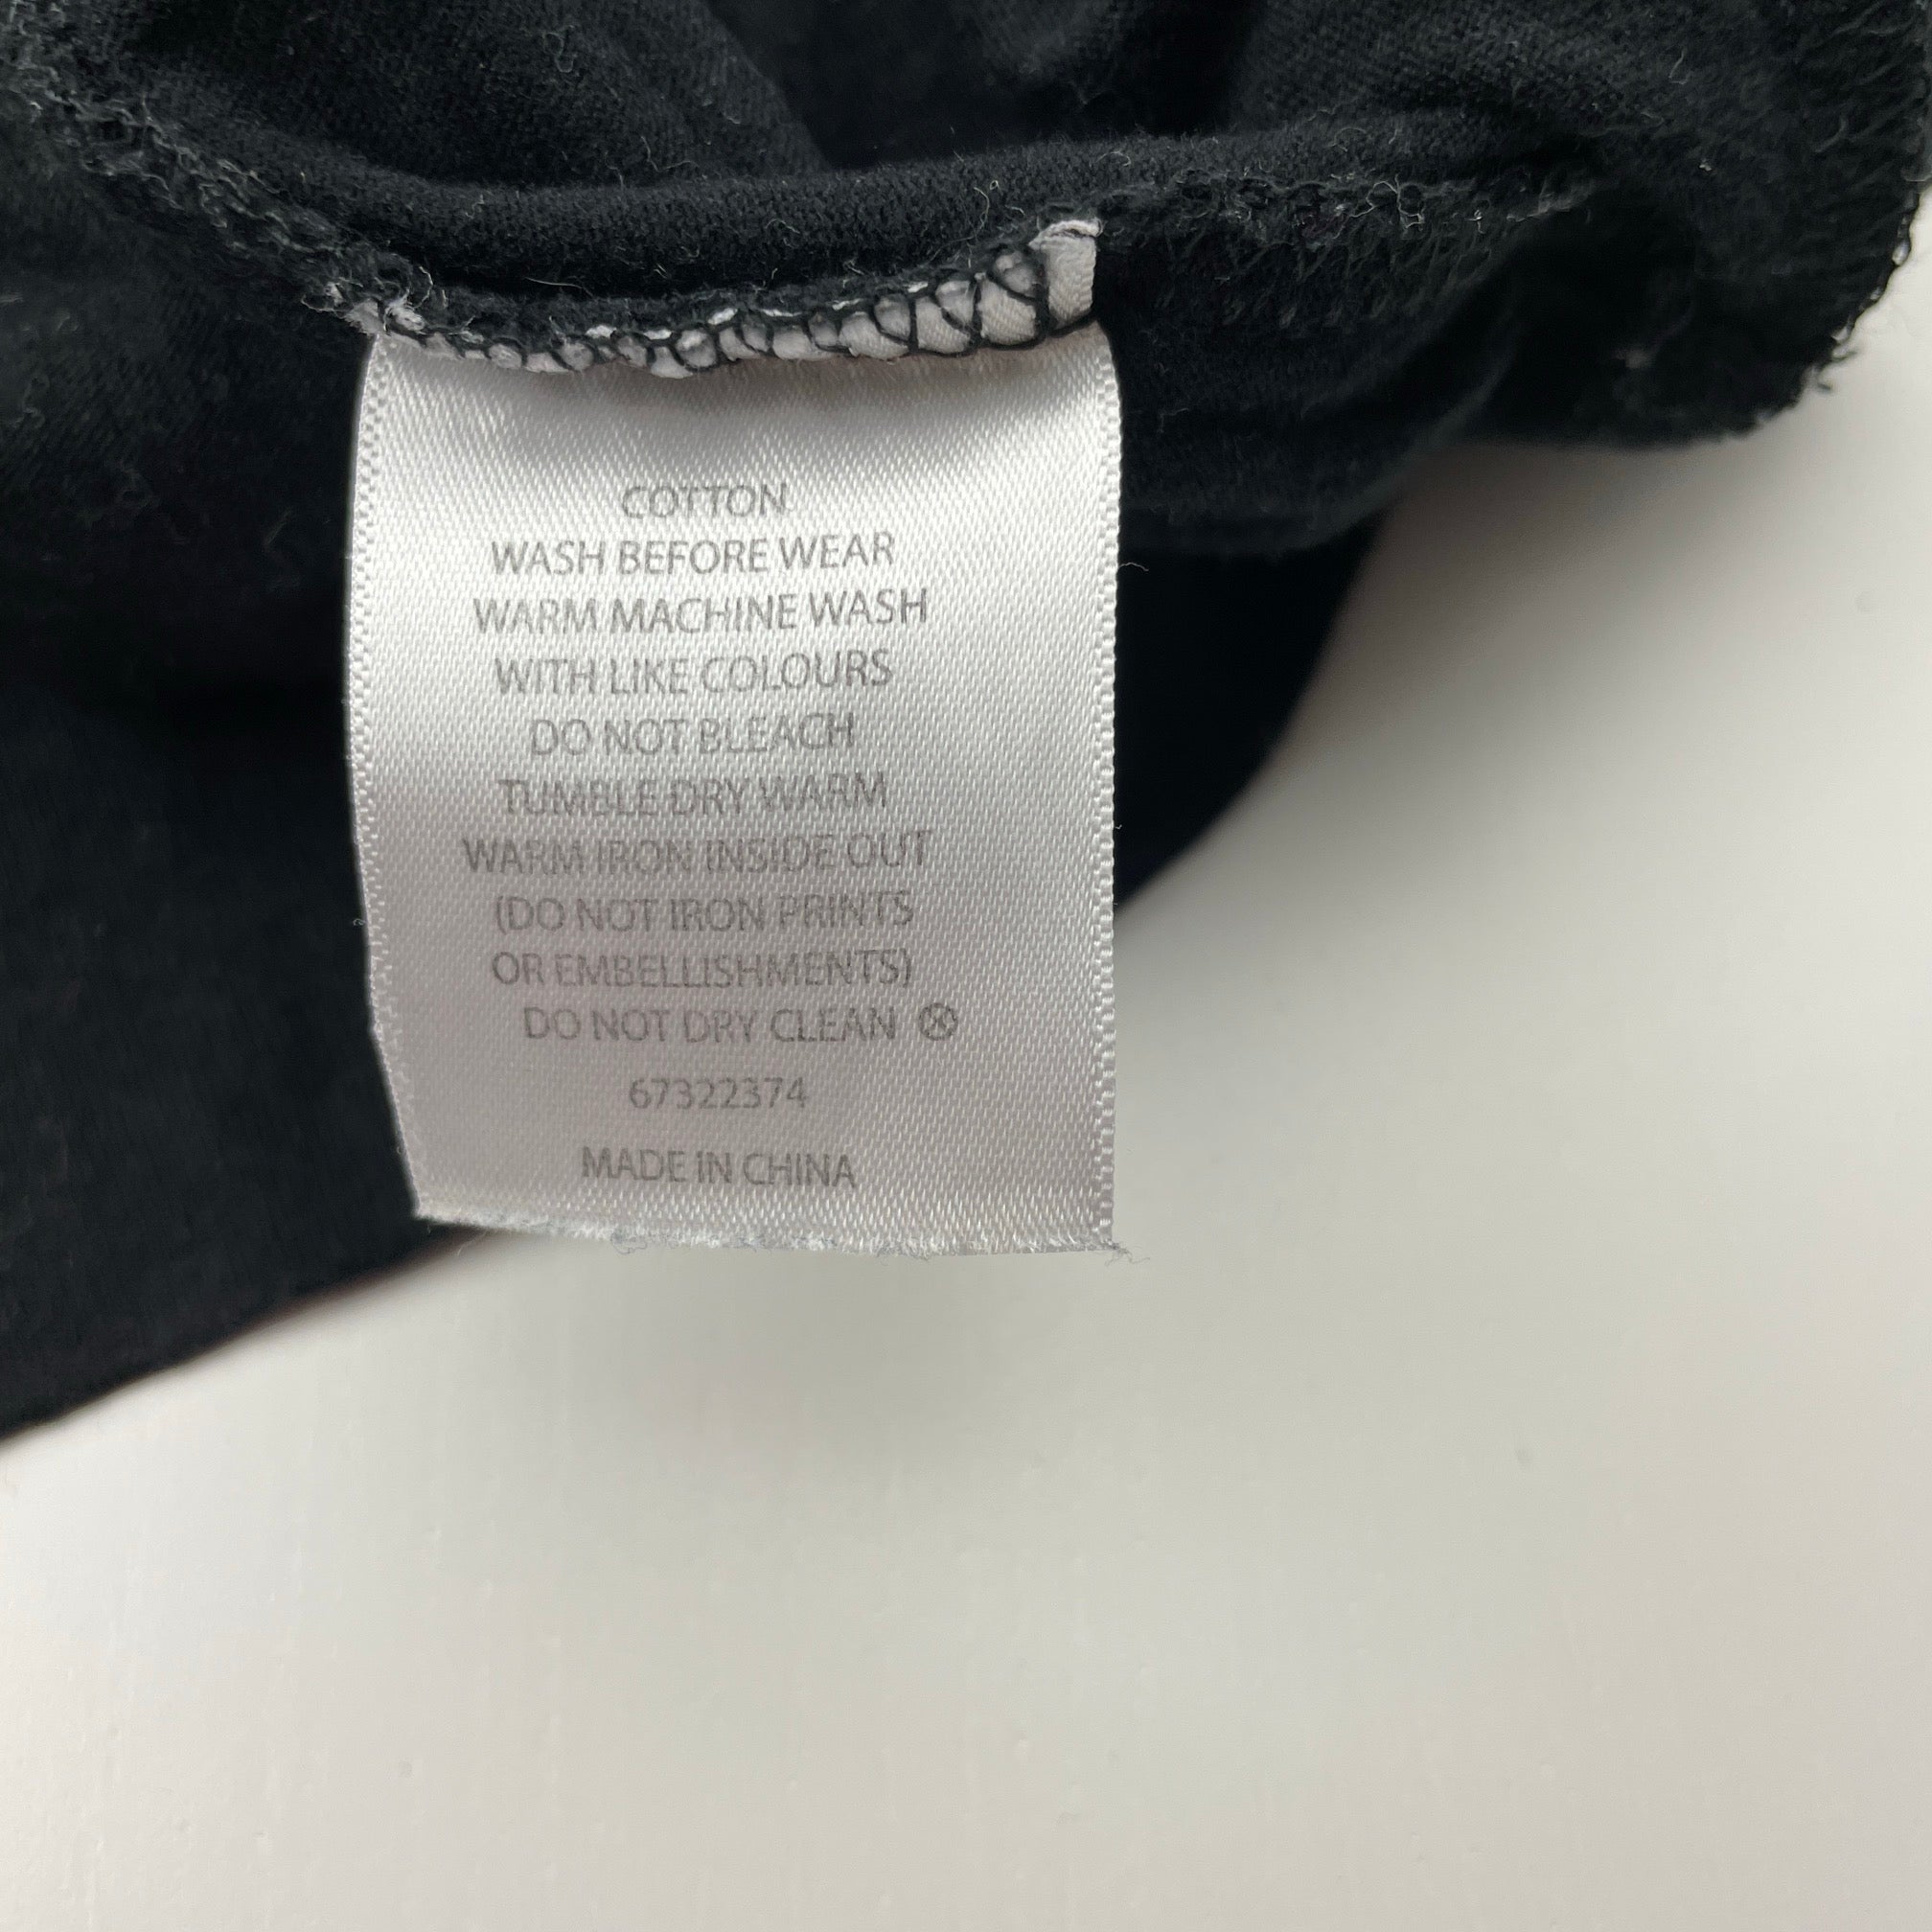 COTTON
WASH BEFORE WEAR
WARM MACHINE WASH
WITH LIKE COLOURS
DO NOT BLEACH
TUMBLE DRY WARM
WARM IRON INSIDE OUT
(DO NOT IRON PRINTS
OR EMBELLISHMENTS)
DO NOT DRY CLEAN
67322374
MADE IN CHINA